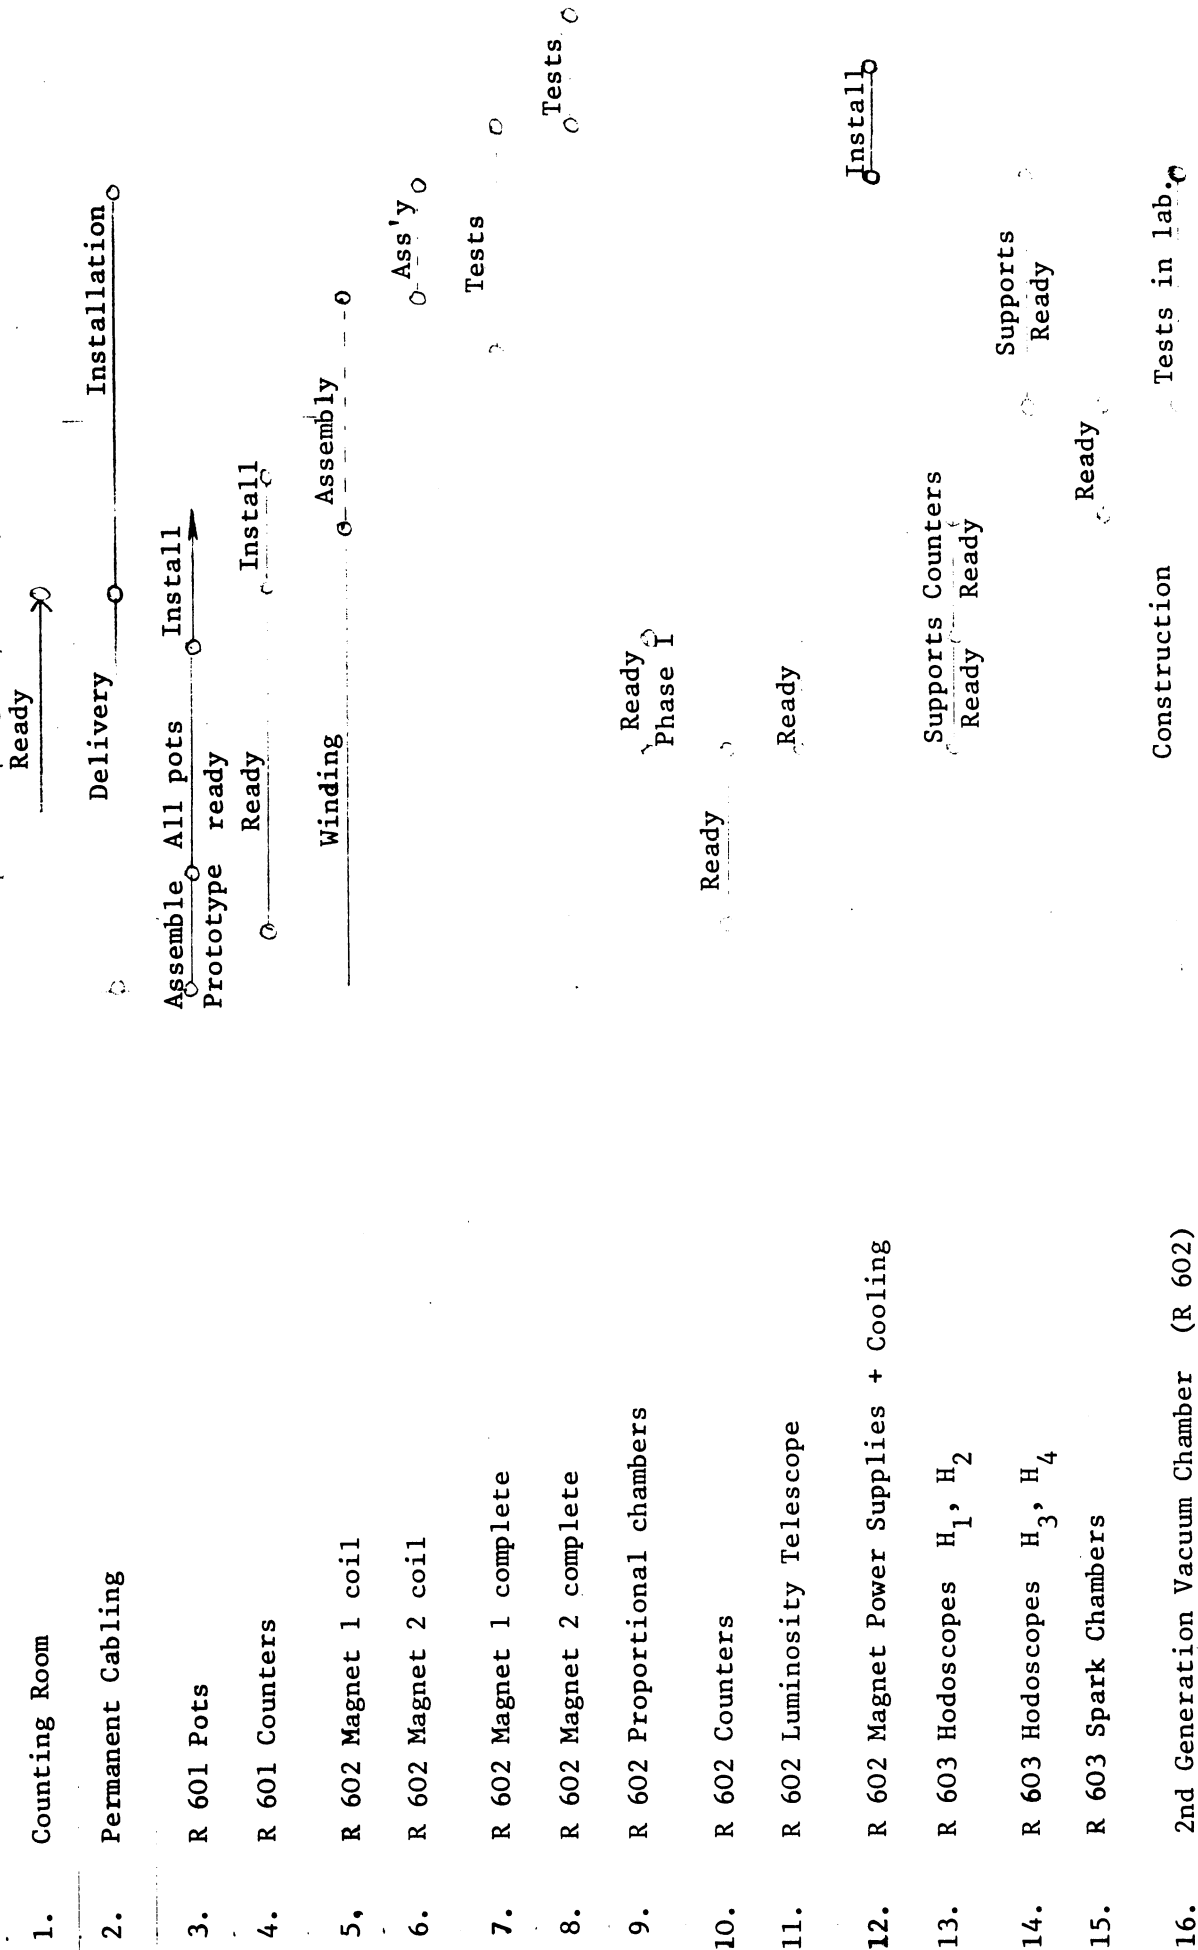 1. Counting Room Ready
2. Permanent Cabling Delivery Installation
3. R 601 Pots Assemble All pots Install
Prototype ready
4. R 601 Counters Ready Install
5, R 602 Magnet 1 coil Winding Assembly
6. R 602 Magnet 2 coil Ass'y
7. R 602 Magnet 1 complete Tests
8. R 602 Magnet 2 complete Tests
9. R 602 Proportional chambers Ready
Phase I
10. R 602 Counters Ready
11. R 602 Luminosity Telescope Ready
12. R 602 Magnet Power Supplies + Cooling Install
13. R 603 Hodoscopes H1, H2 Supports Counters
Ready Ready
14. R 603 Hodoscopes H3, H4 Supports
Ready
15. R 603 Spark Chambers Ready
16. 2nd Generation Vacuum Chamber (R 602) Construction Tests in lab.